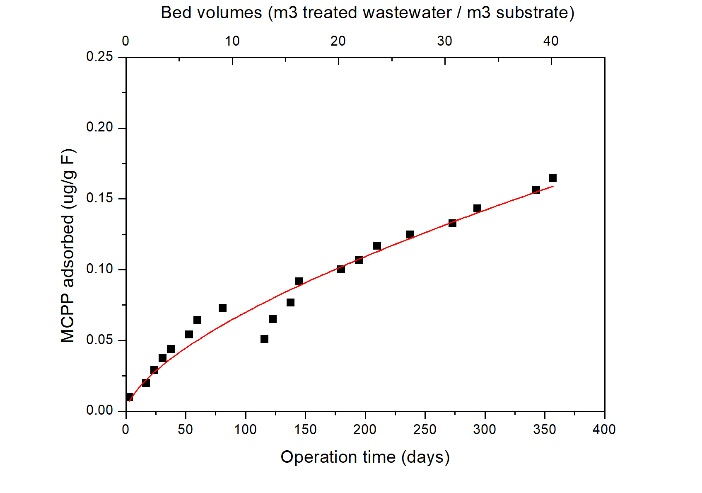 Bed volumes (m3 treated wastewater / m3 substrate)
0 10 20 30 40
0.25
0.20
0.15
0.10
0.05
0.00
MCPP adsorbed (ug/g F)
0 50 100 150 200 250 300 350 400
Operation time (days)